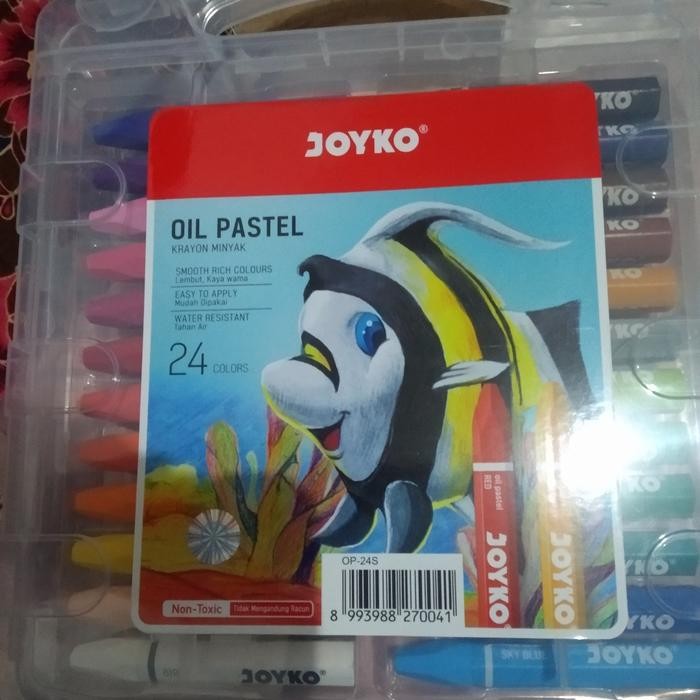 JOYKO®
OIL PASTEL
KRAYON MINYAK
SMOOTH RICH COLOURS
Lembut, Kaya warna
EASY TO APPLY
Mudah Dipakai
WATER RESISTANT
Tahan Air
24 COLORS
oil pastel
RED
JOYKO
JOYKO
OP-24S
8 993988 270041
Non-Toxic
Tidak Mengandung Racun
JOYKO®
SKY BLUE
JOYKO